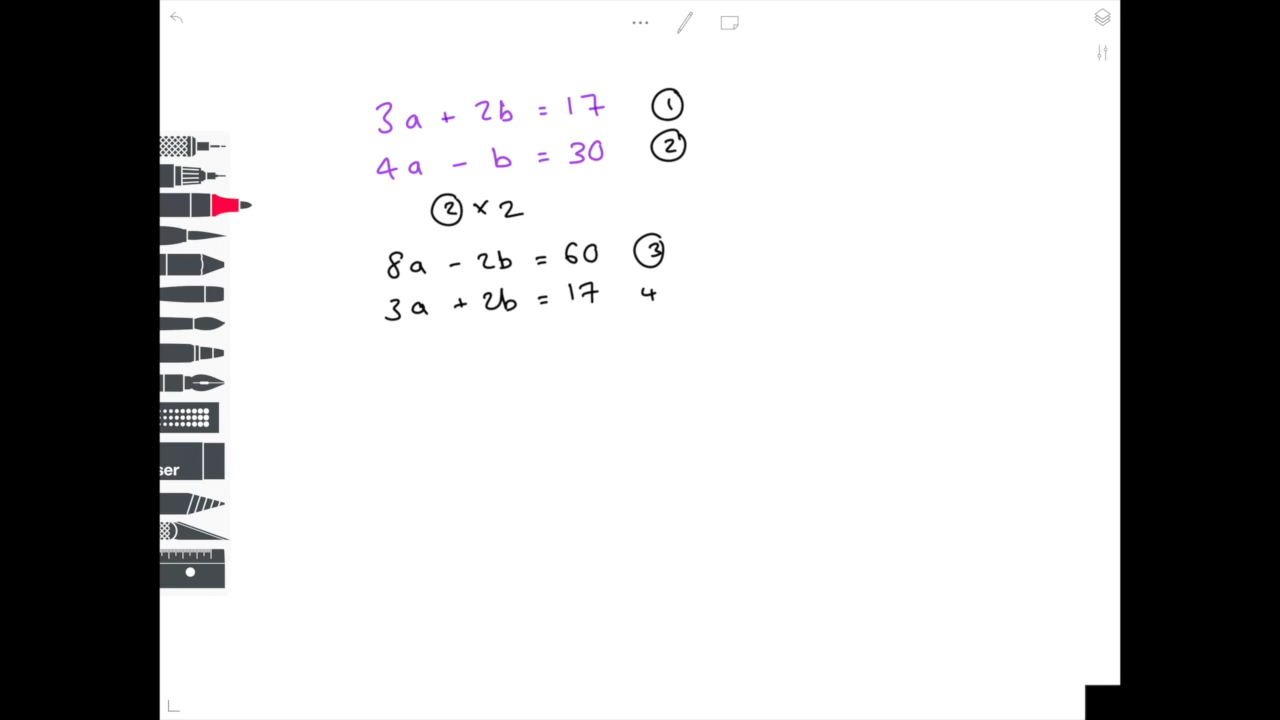 3a + 2b = 17 ①
4a - b = 30 ②
② × 2
8a - 2b = 60 ③
3a + 2b = 17 4
ser